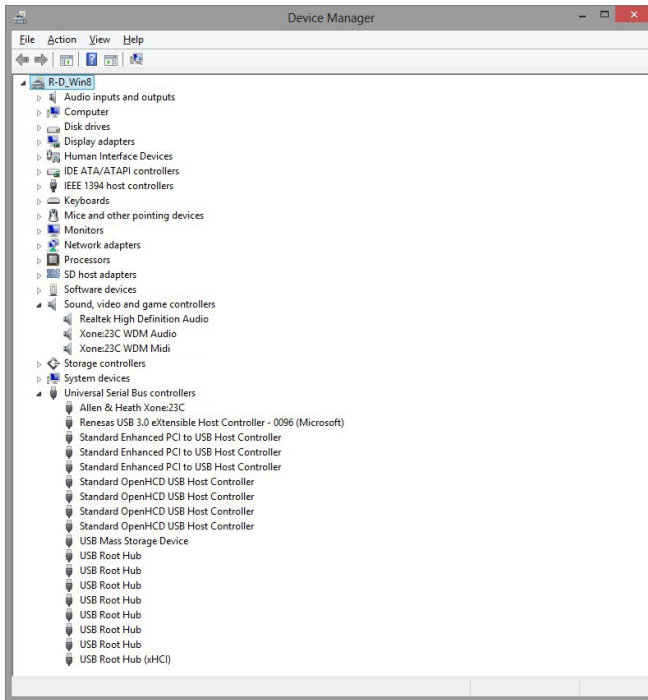 Device Manager
File Action View Help
R-D_Win8
Audio inputs and outputs
Computer
Disk drives
Display adapters
Human Interface Devices
IDE ATA/ATAPI controllers
IEEE 1394 host controllers
Keyboards
Mice and other pointing devices
Monitors
Network adapters
Processors
SD host adapters
Software devices
Sound, video and game controllers
Realtek High Definition Audio
Xone:23C WDM Audio
Xone:23C WDM Midi
Storage controllers
System devices
Universal Serial Bus controllers
Allen & Heath Xone:23C
Renesas USB 3.0 eXtensible Host Controller - 0096 (Microsoft)
Standard Enhanced PCI to USB Host Controller
Standard Enhanced PCI to USB Host Controller
Standard Enhanced PCI to USB Host Controller
Standard OpenHCD USB Host Controller
Standard OpenHCD USB Host Controller
Standard OpenHCD USB Host Controller
Standard OpenHCD USB Host Controller
USB Mass Storage Device
USB Root Hub
USB Root Hub
USB Root Hub
USB Root Hub
USB Root Hub
USB Root Hub
USB Root Hub
USB Root Hub (xHCI)